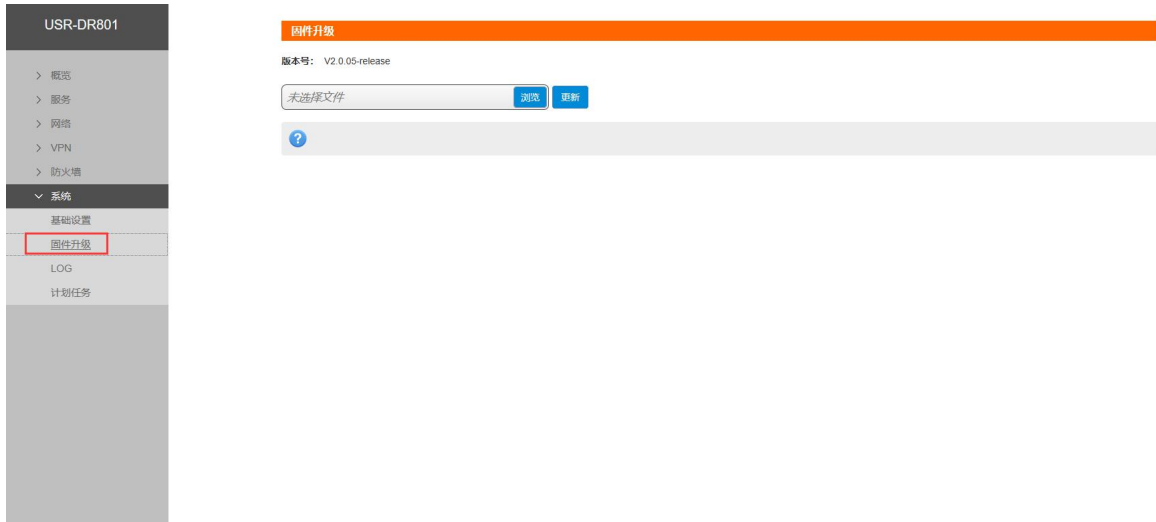 USR-DR801
概览
服务
网络
VPN
防火墙
系统
基础设置
固件升级
LOG
计划任务
固件升级
版本号： V2.0.05-release
未选择文件 浏览 更新
?